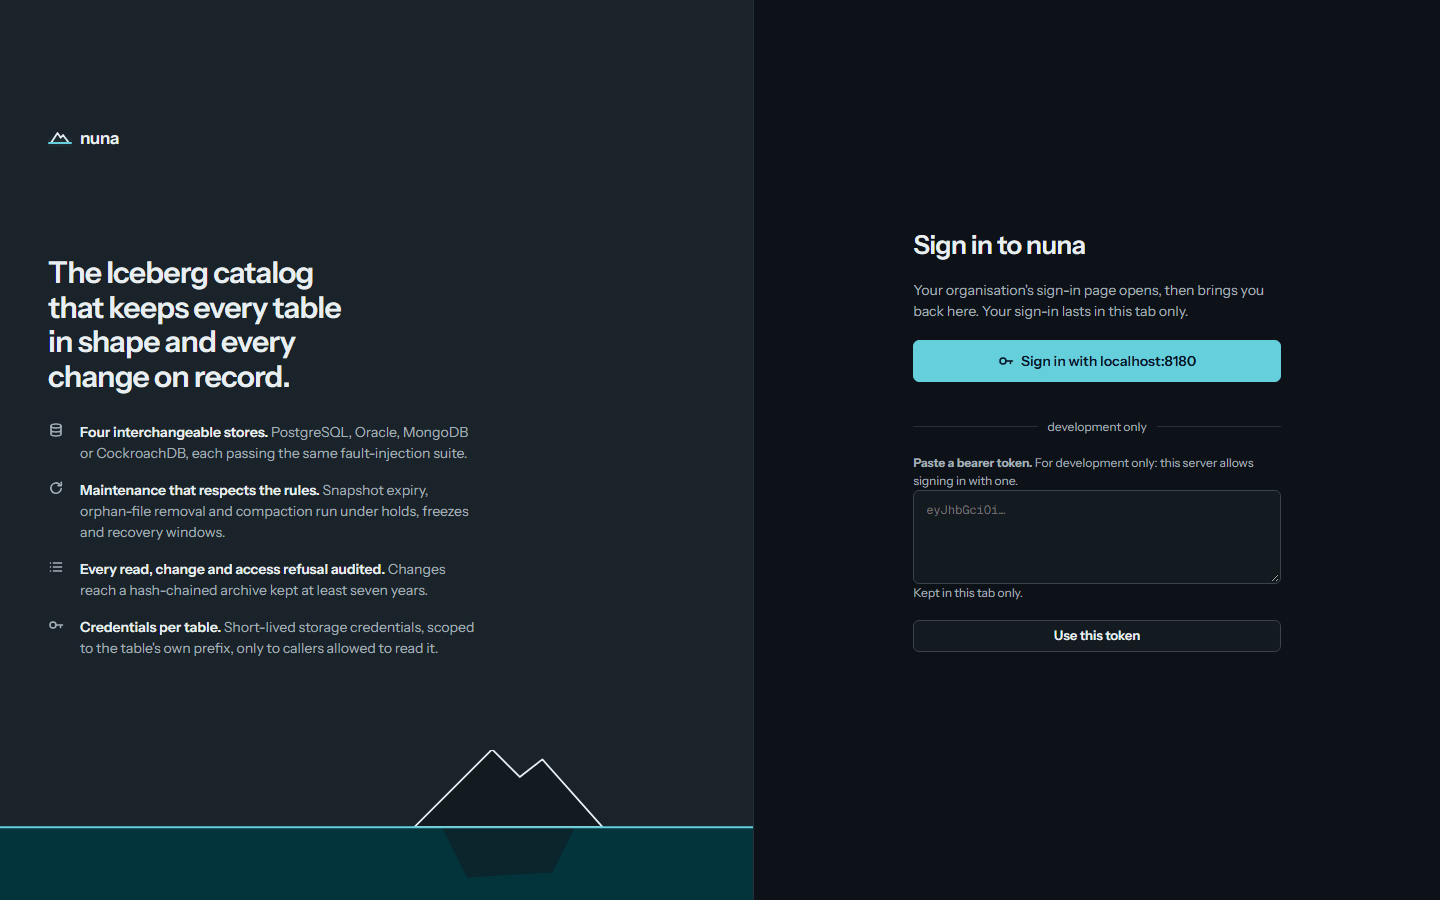 nuna
The Iceberg catalog
that keeps every table
in shape and every
change on record.
Four interchangeable stores. PostgreSQL, Oracle, MongoDB
or CockroachDB, each passing the same fault-injection suite.
Maintenance that respects the rules. Snapshot expiry,
orphan-file removal and compaction run under holds, freezes
and recovery windows.
Every read, change and access refusal audited. Changes
reach a hash-chained archive kept at least seven years.
Credentials per table. Short-lived storage credentials, scoped
to the table's own prefix, only to callers allowed to read it.
Sign in to nuna
Your organisation's sign-in page opens, then brings you
back here. Your sign-in lasts in this tab only.
Sign in with localhost:8180
development only
Paste a bearer token. For development only: this server allows
signing in with one.
eyJhbGciOi…
Kept in this tab only.
Use this token